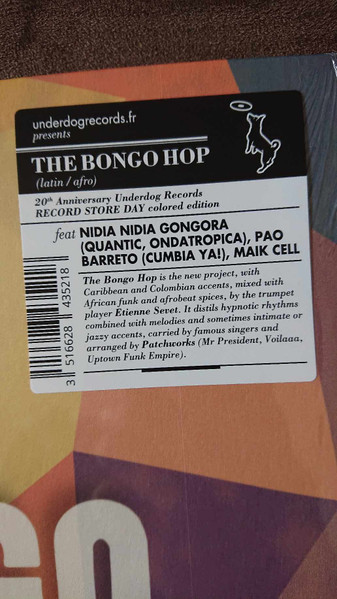 underdogrecords.fr
presents
THE BONGO HOP
(latin / afro)
20th Anniversary Underdog Records
RECORD STORE DAY colored edition
feat NIDIA NIDIA GONGORA
(QUANTIC, ONDATROPICA), PAO
BARRETO (CUMBIA YA!), MAIK CELL
The Bongo Hop is the new project, with
Caribbean and Colombian accents, mixed with
African funk and afrobeat spices, by the trumpet
player Etienne Sevet. It distils hypnotic rhythms
combined with melodies and sometimes intimate or
jazzy accents, carried by famous singers and
arranged by Patchworks (Mr President, Voilaaa,
Uptown Funk Empire).
3 516628 435218
GO